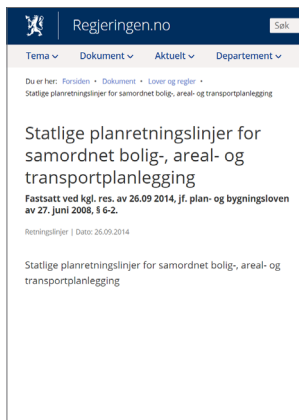 Regjeringen.no
Søk
Tema Dokument Aktuelt Departement
Du er her: Forsiden • Dokument • Lover og regler •
Statlige planretningslinjer for samordnet bolig-, areal- og transportplanlegging
Statlige planretningslinjer for
samordnet bolig-, areal- og
transportplanlegging
Fastsatt ved kgl. res. av 26.09 2014, jf. plan- og bygningsloven
av 27. juni 2008, § 6-2.
Retningslinjer | Dato: 26.09.2014
Statlige planretningslinjer for samordnet bolig-, areal- og
transportplanlegging